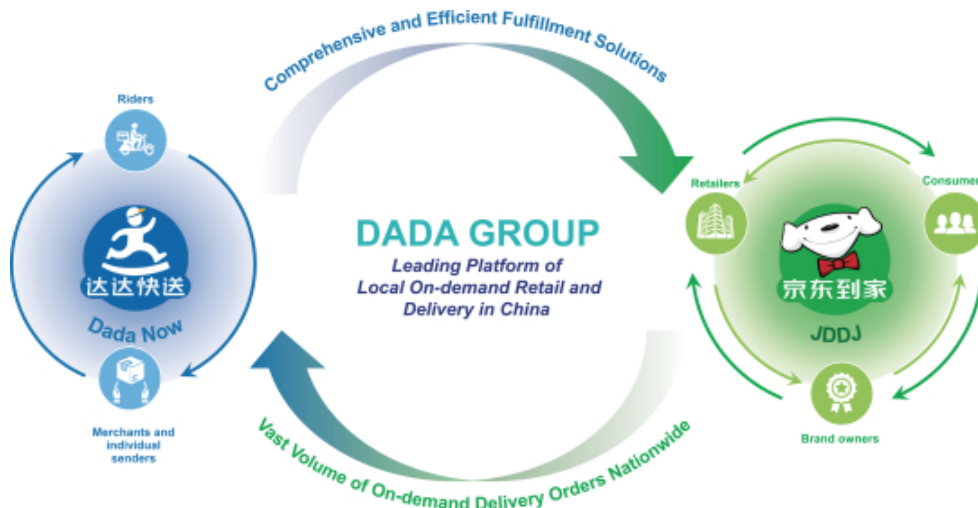 Comprehensive and Efficient Fulfillment Solutions
Riders
达达快送
Dada Now
Merchants and
individual
senders
DADA GROUP
Leading Platform of
Local On-demand Retail and
Delivery in China
Retailers
Consumer
京东到家
JDDJ
Brand owners
Vast Volume of On-demand Delivery Orders Nationwide